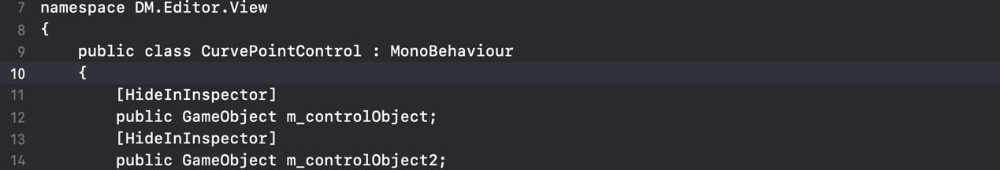 7 namespace DM.Editor.View
8 {
9     public class CurvePointControl : MonoBehaviour
10     {
11         [HideInInspector]
12         public GameObject m_controlObject;
13         [HideInInspector]
14         public GameObject m_controlObject2;